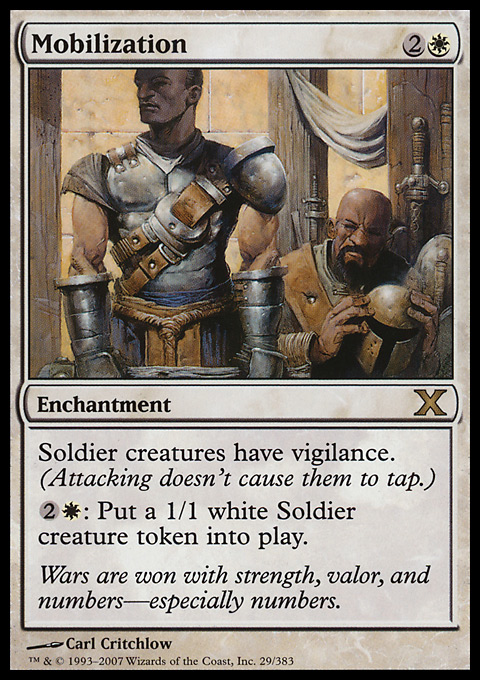 Mobilization 2
Enchantment X
Soldier creatures have vigilance.
(Attacking doesn't cause them to tap.)
2: Put a 1/1 white Soldier
creature token into play.
Wars are won with strength, valor, and
numbers—especially numbers.
Carl Critchlow
™ & © 1993–2007 Wizards of the Coast, Inc. 29/383